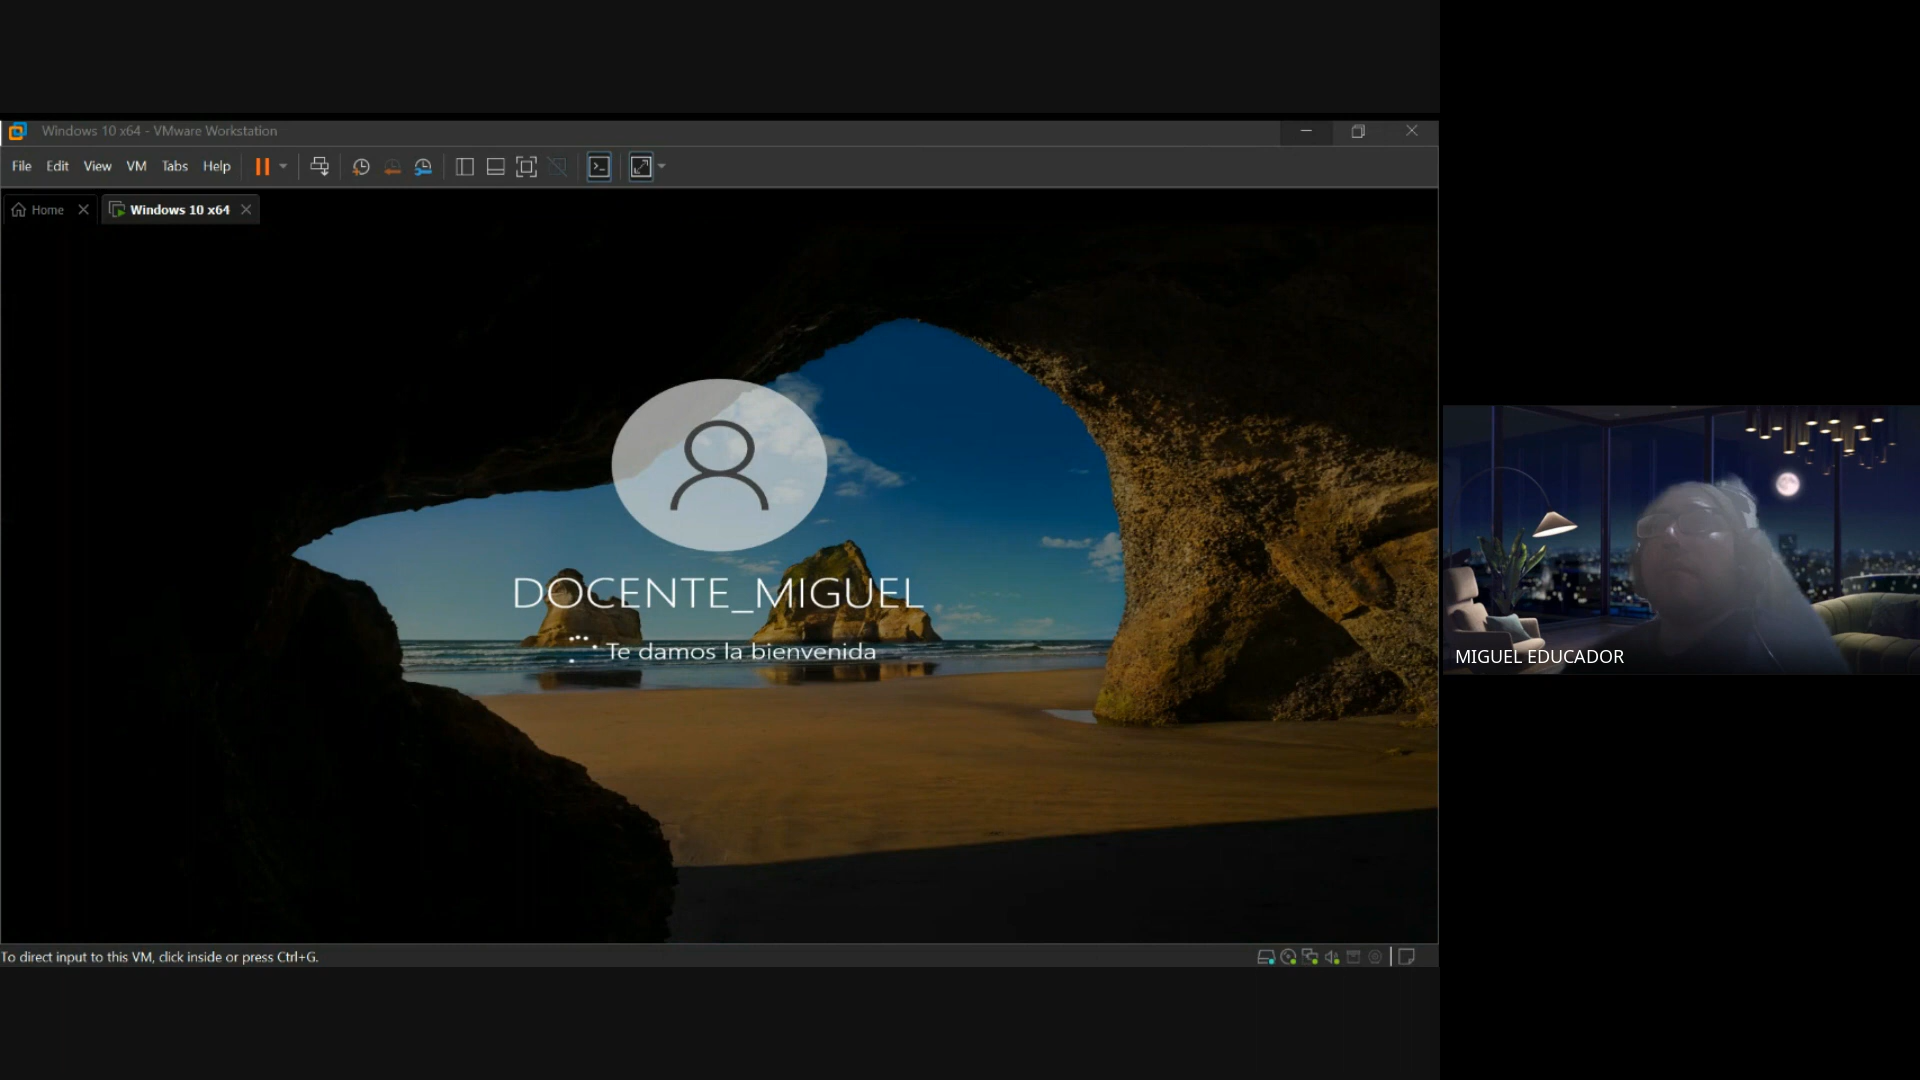 Windows 10 x64 - VMware Workstation
File Edit View VM Tabs Help
Home Windows 10 x64
DOCENTE_MIGUEL
Te damos la bienvenida
MIGUEL EDUCADOR
To direct input to this VM, click inside or press Ctrl+G.